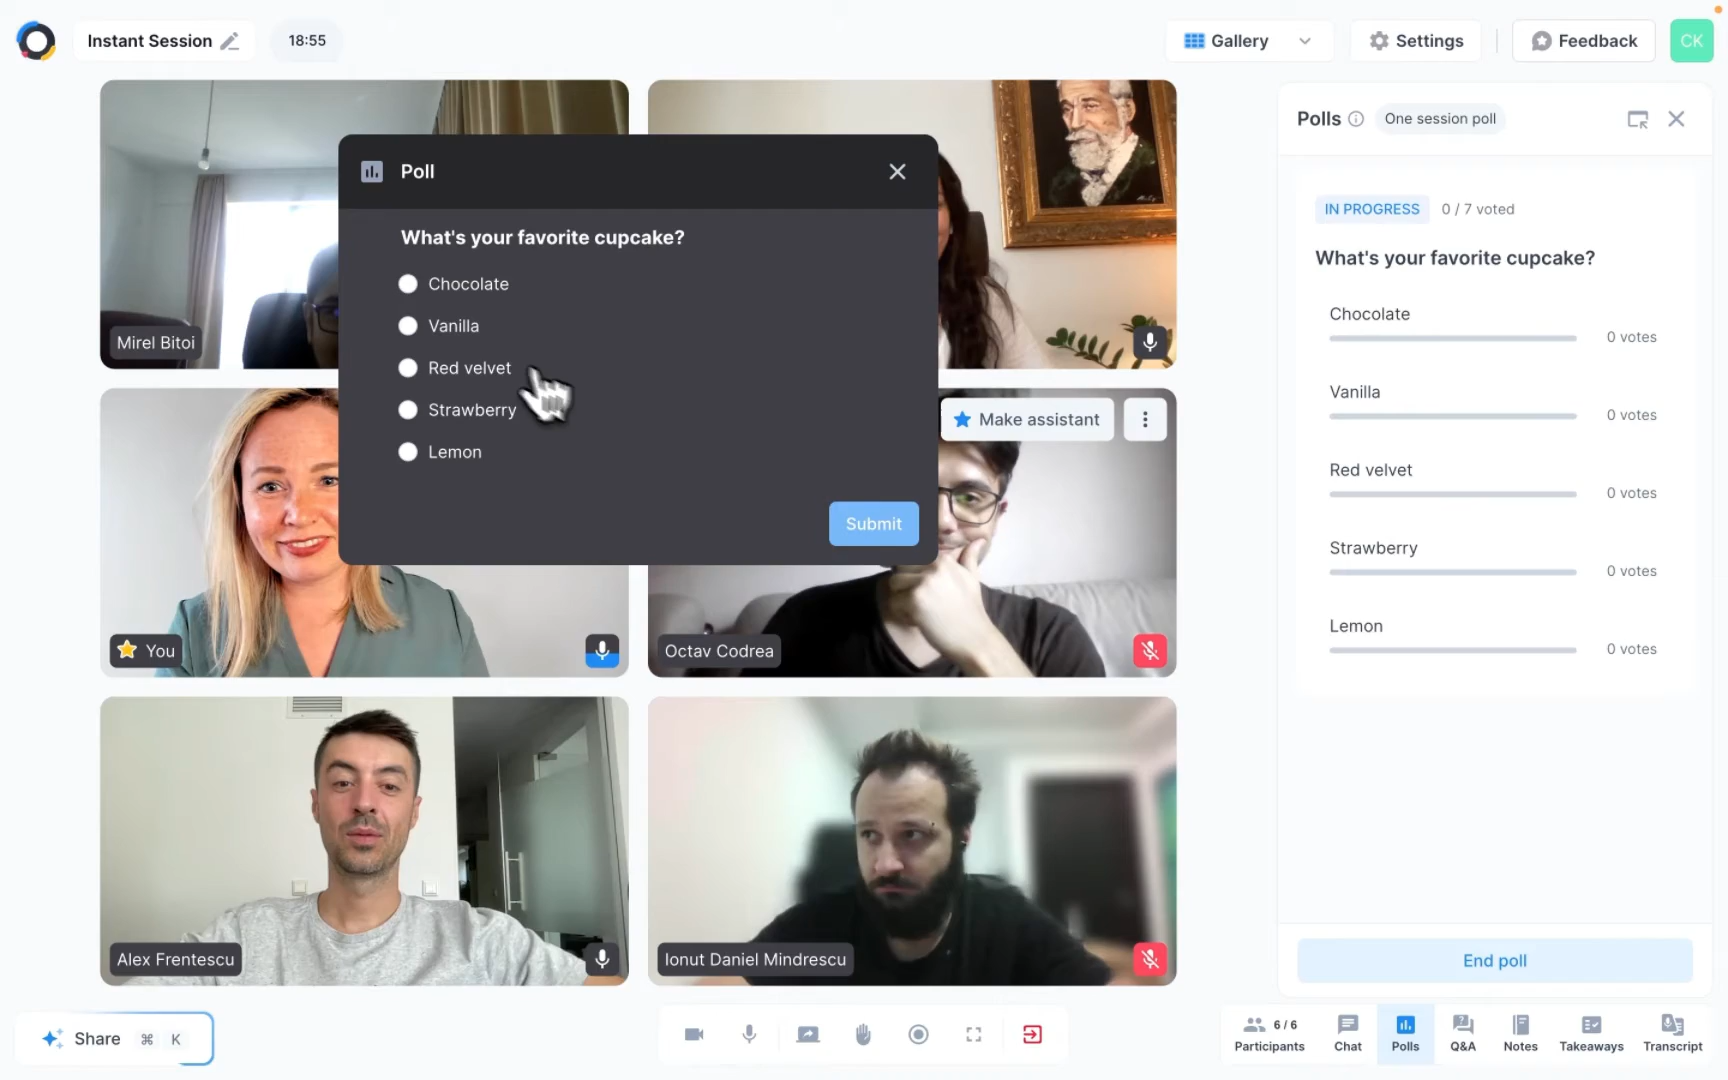 Instant Session
18:55
Gallery
Settings
Feedback
CK
Poll
What's your favorite cupcake?
Chocolate
Vanilla
Red velvet
Strawberry
Lemon
Submit
Mirel Bitoi
Make assistant
You
Octav Codrea
Alex Frentescu
Ionut Daniel Mindrescu
Polls
One session poll
IN PROGRESS 0 / 7 voted
What's your favorite cupcake?
Chocolate
0 votes
Vanilla
0 votes
Red velvet
0 votes
Strawberry
0 votes
Lemon
0 votes
End poll
Share ⌘ K
6 / 6
Participants
Chat
Polls
Q&A
Notes
Takeaways
Transcript